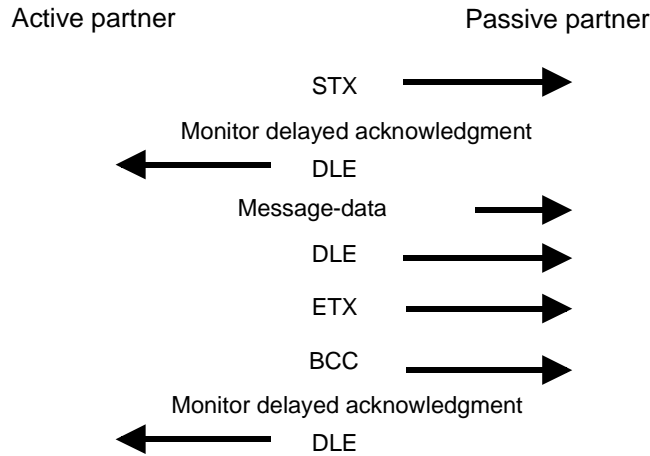 Active partner
Passive partner
STX
Monitor delayed acknowledgment
DLE
Message-data
DLE
ETX
BCC
Monitor delayed acknowledgment
DLE